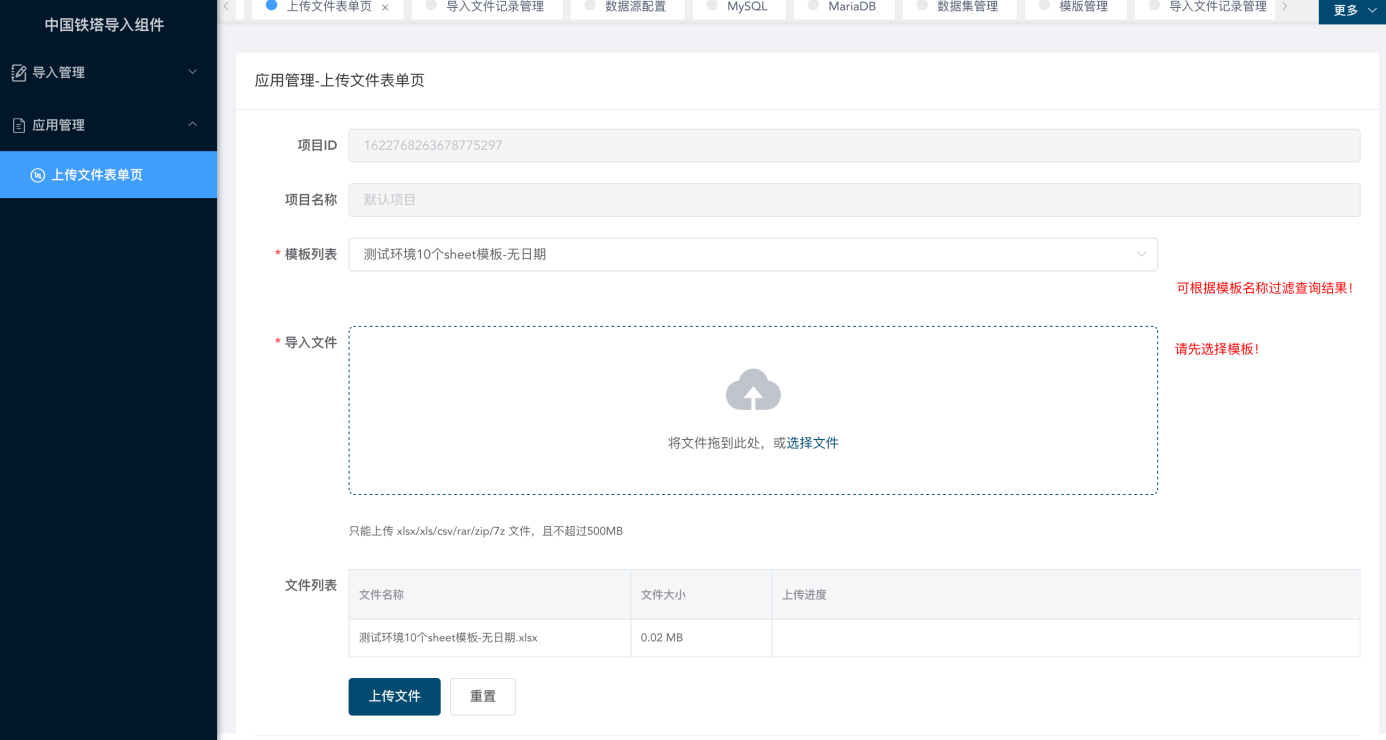 中国铁塔导入组件
导入管理
应用管理
上传文件表单页
上传文件表单页 × 导入文件记录管理 数据源配置 MySQL MariaDB 数据集管理 模版管理 导入文件记录管理 更多
应用管理-上传文件表单页
项目ID 1622768263678775297
项目名称 默认项目
* 模板列表 测试环境10个sheet模板-无日期
可根据模板名称过滤查询结果!
* 导入文件 请先选择模板!
将文件拖到此处，或选择文件
只能上传 xlsx/xls/csv/rar/zip/7z 文件，且不超过500MB
文件列表 文件名称 文件大小 上传进度
测试环境10个sheet模板-无日期.xlsx 0.02 MB
上传文件 重置